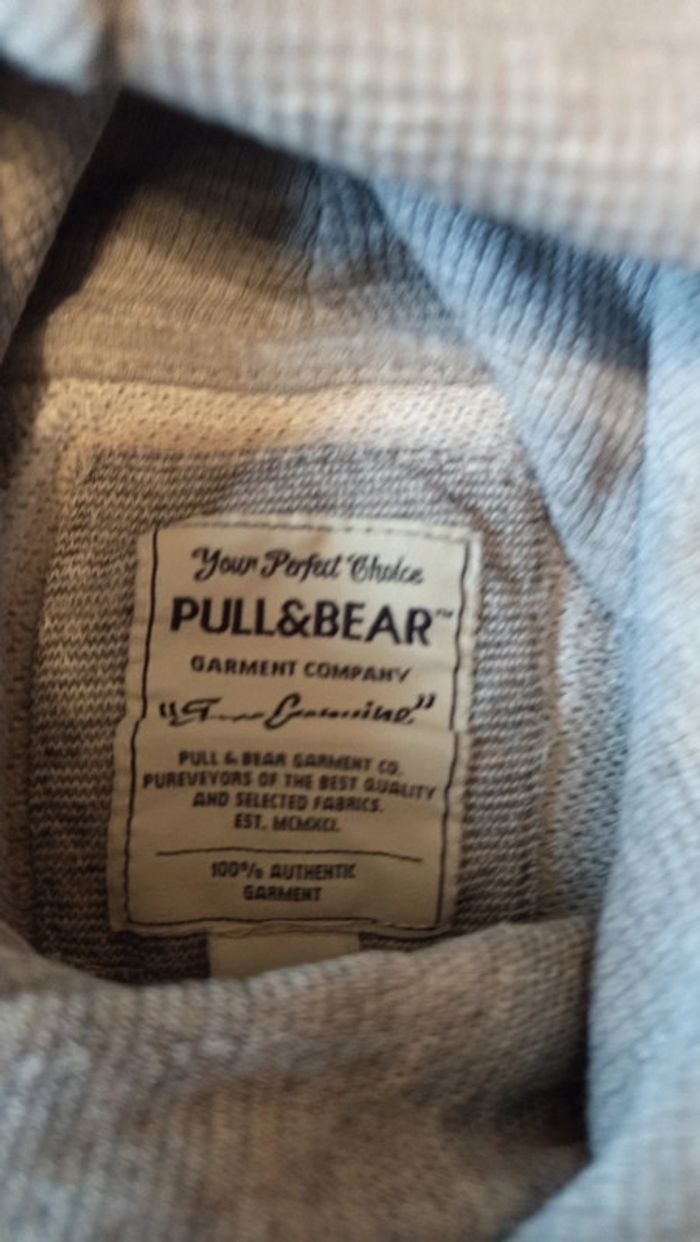 Your Perfect Choice
PULL&BEAR™
GARMENT COMPANY
PULL & BEAR GARMENT CO.
PUREVEYORS OF THE BEST QUALITY
AND SELECTED FABRICS.
EST. MCMXCI.
100% AUTHENTIC
GARMENT